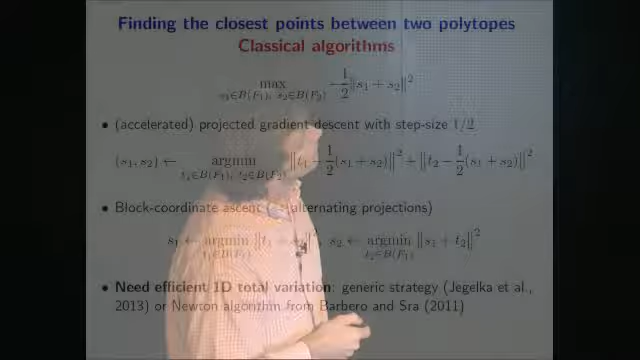 Finding the closest points between two polytopes
Classical algorithms
max s₁∈B(F₁), s₂∈B(F₂) −1/2‖s₁ + s₂‖²
• (accelerated) projected gradient descent with step-size 1/2
(s₁, s₂) ← argmin t₁∈B(F₁), t₂∈B(F₂) ‖t₁ − 1/2(s₁ + s₂)‖² + ‖t₂ − 1/2(s₁ + s₂)‖²
• Block-coordinate ascent ( alternating projections)
s₁ ← argmin t₁∈B(F₁) ‖t₁ + s₂‖², s₂ ← argmin ‖s₁ + t₂‖²
• Need efficient 1D total variation: generic strategy (Jegelka et al.,
2013) or Newton algorithm from Barbero and Sra (2011)